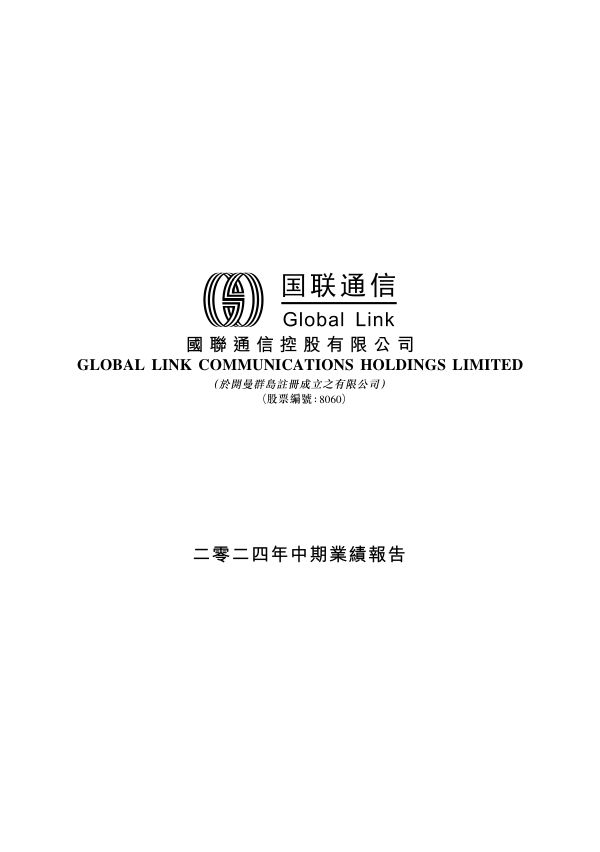 国联通信
Global Link
國聯通信控股有限公司
GLOBAL LINK COMMUNICATIONS HOLDINGS LIMITED
（於開曼群島註冊成立之有限公司）
（股票編號：8060）
二零二四年中期業績報告